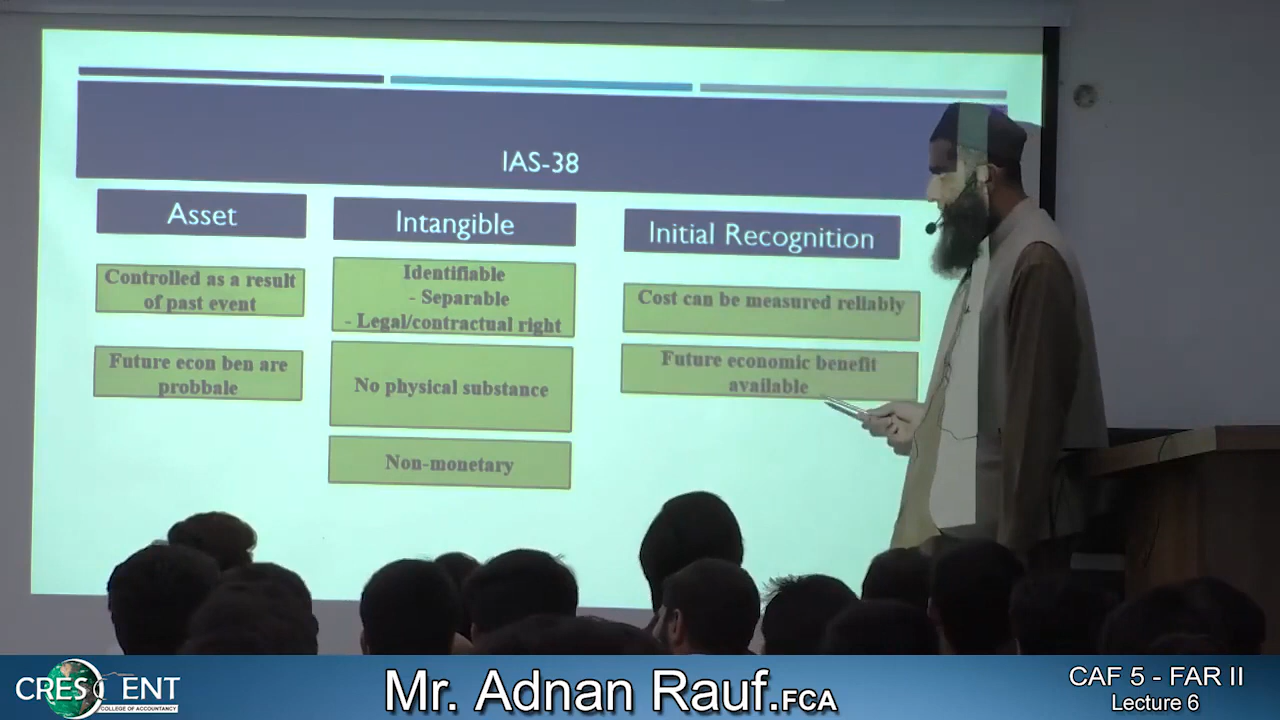 IAS-38
Asset
Controlled as a result
of past event
Future econ ben are
probbale
Intangible
Identifiable
- Separable
- Legal/contractual right
No physical substance
Non-monetary
Initial Recognition
Cost can be measured reliably
Future economic benefit
available
CRESCENT
COLLEGE OF ACCOUNTANCY
Mr. Adnan Rauf.FCA
CAF 5 - FAR II
Lecture 6